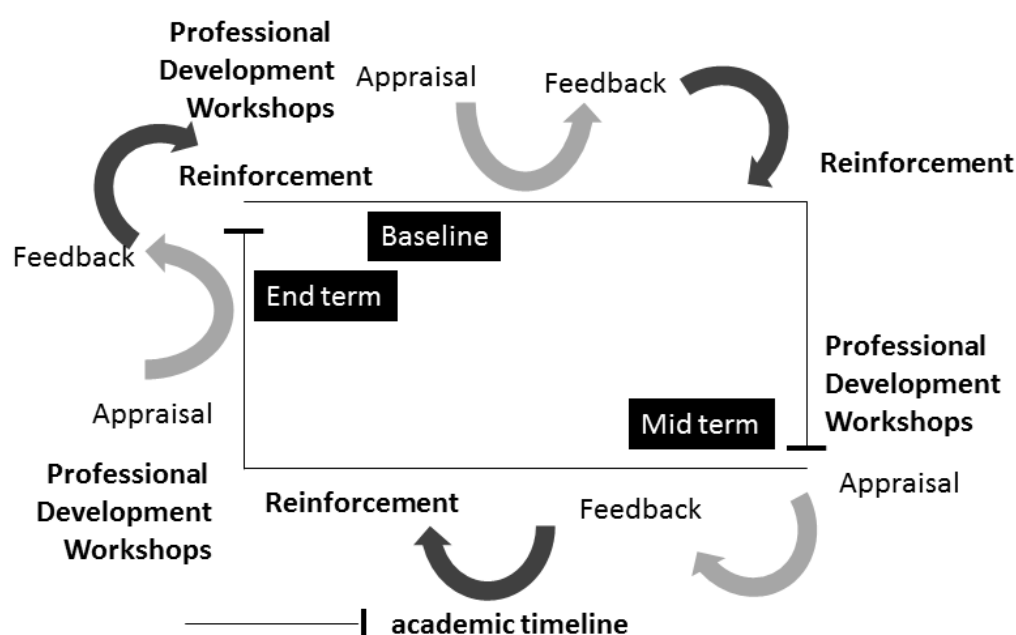 Professional
Development
Workshops
Appraisal
Feedback
Reinforcement
Reinforcement
Baseline
Feedback
End term
Professional
Development
Workshops
Mid term
Appraisal
Appraisal
Professional
Development
Workshops
Reinforcement
Feedback
academic timeline